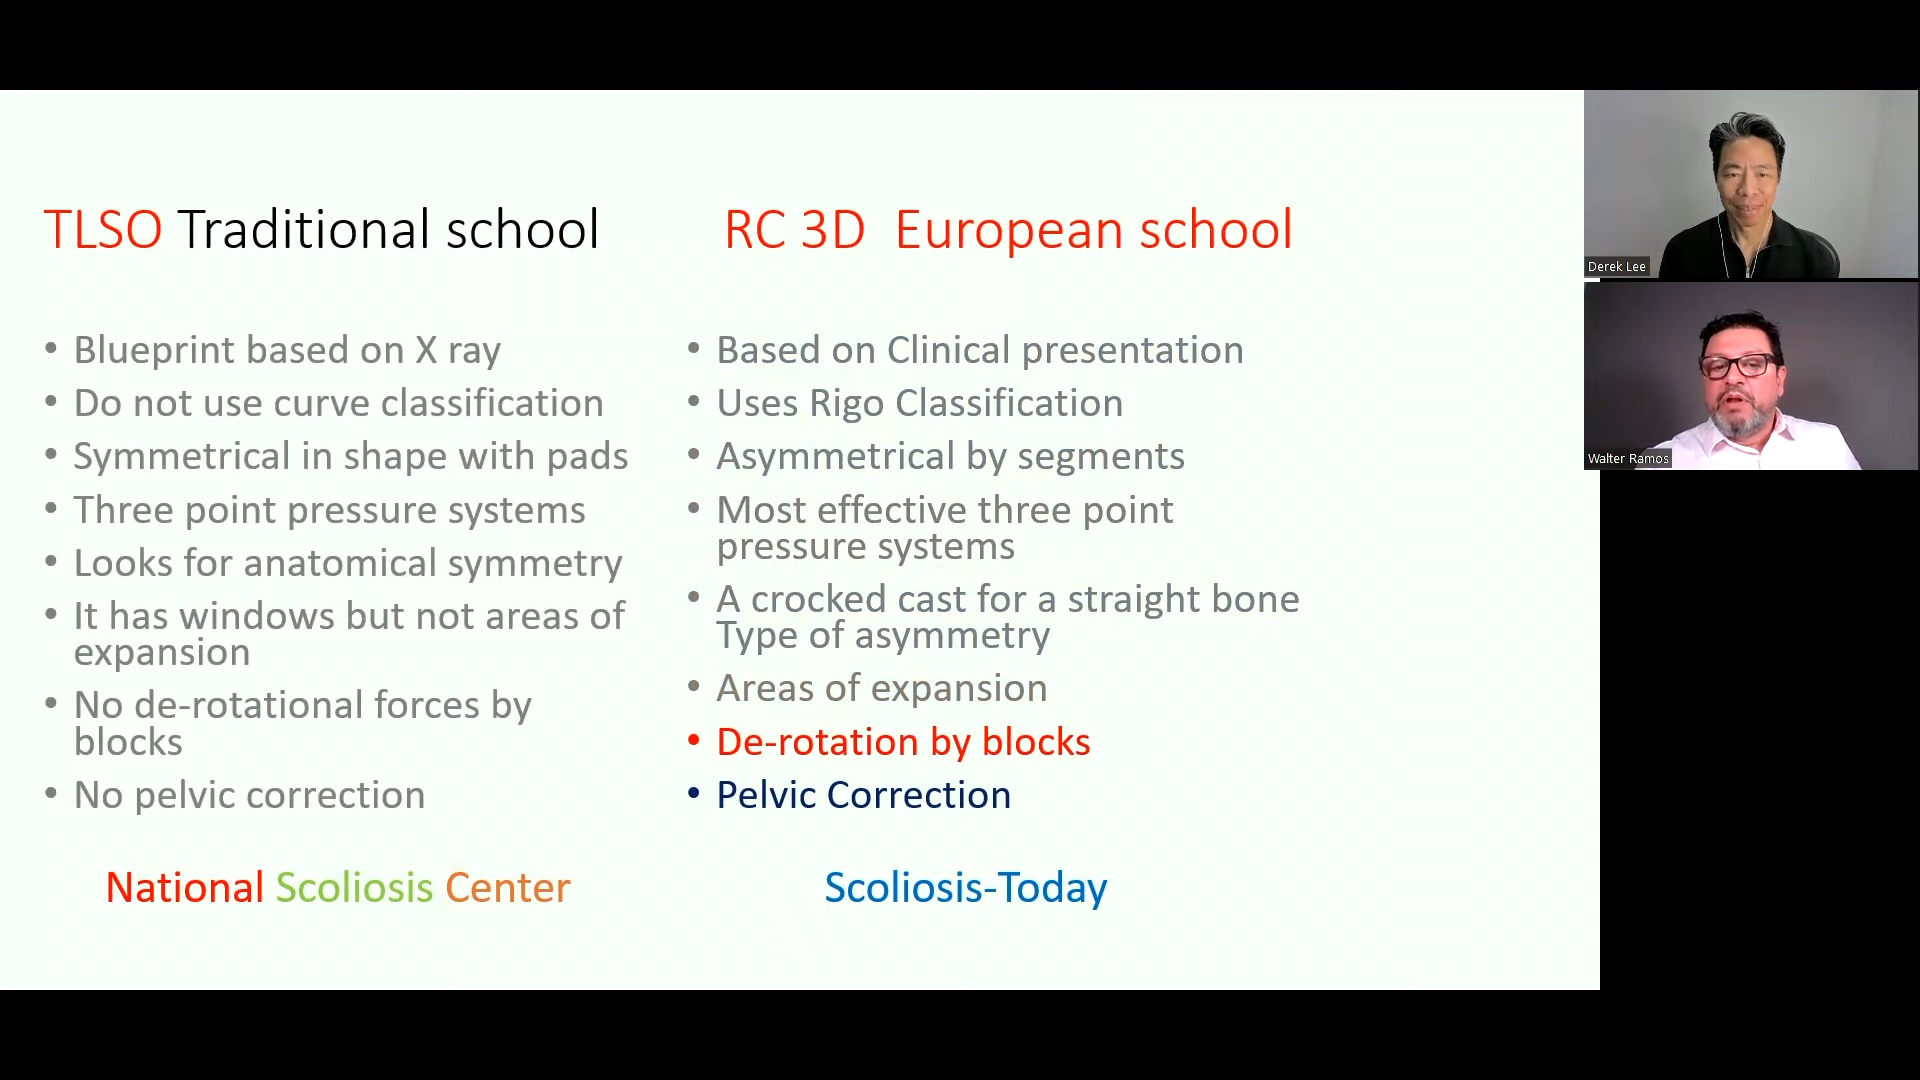 TLSO Traditional school
• Blueprint based on X ray
• Do not use curve classification
• Symmetrical in shape with pads
• Three point pressure systems
• Looks for anatomical symmetry
• It has windows but not areas of
expansion
• No de-rotational forces by
blocks
• No pelvic correction
National Scoliosis Center
RC 3D European school
• Based on Clinical presentation
• Uses Rigo Classification
• Asymmetrical by segments
• Most effective three point
pressure systems
• A crocked cast for a straight bone
Type of asymmetry
• Areas of expansion
• De-rotation by blocks
• Pelvic Correction
Scoliosis-Today
Derek Lee
Walter Ramos